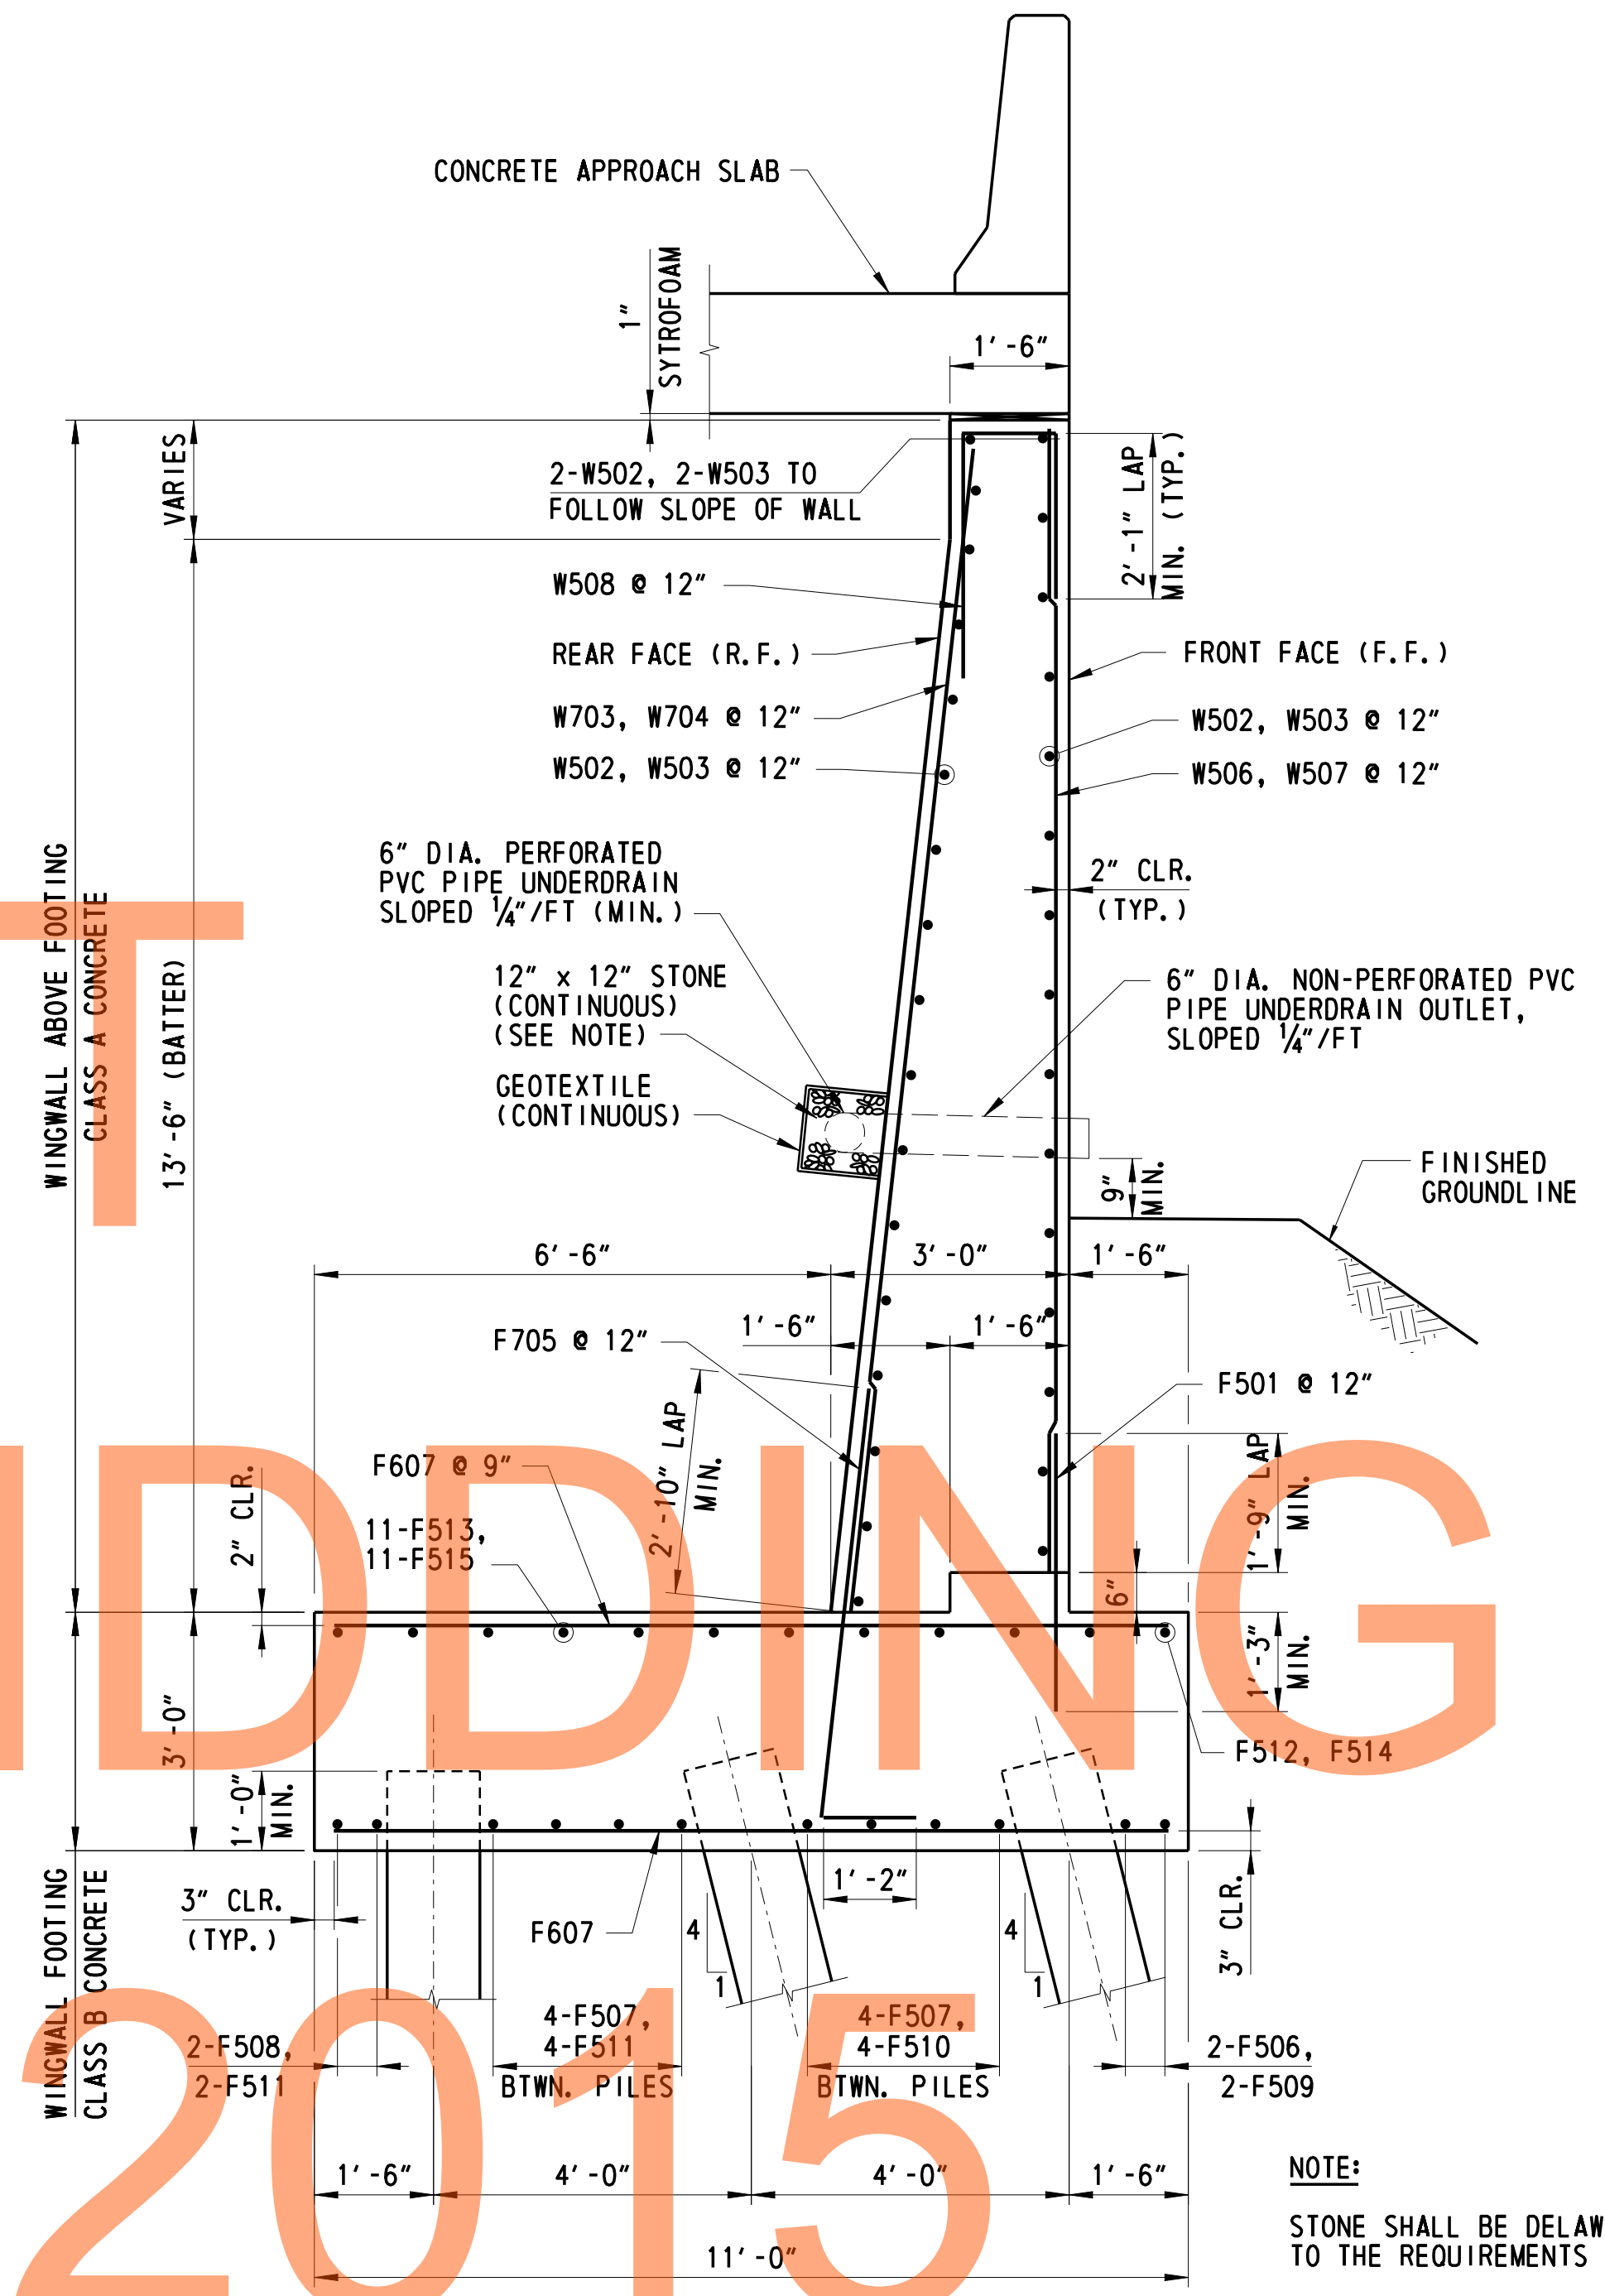 CONCRETE APPROACH SLAB
1"
SYTROFOAM
1'-6"
VARIES
2-W502, 2-W503 TO
FOLLOW SLOPE OF WALL
2'-1" LAP
MIN. (TYP.)
W508 @ 12"
REAR FACE (R.F.)
FRONT FACE (F.F.)
W703, W704 @ 12"
W502, W503 @ 12"
W502, W503 @ 12"
W506, W507 @ 12"
6" DIA. PERFORATED
PVC PIPE UNDERDRAIN
SLOPED 1/4"/FT (MIN.)
2" CLR.
(TYP.)
WINGWALL ABOVE FOOTING
CLASS A CONCRETE
13'-6" (BATTER)
12" x 12" STONE
(CONTINUOUS)
(SEE NOTE)
6" DIA. NON-PERFORATED PVC
PIPE UNDERDRAIN OUTLET,
SLOPED 1/4"/FT
GEOTEXTILE
(CONTINUOUS)
9"
MIN.
FINISHED
GROUNDLINE
6'-6"
3'-0"
1'-6"
1'-6"
1'-6"
F705 @ 12"
F501 @ 12"
2'-10" LAP
MIN.
F607 @ 9"
2" CLR.
11-F513,
11-F515
1'-9" LAP
MIN.
6"
1'-3"
MIN.
3'-0"
1'-0"
MIN.
F512, F514
WINGWALL FOOTING
CLASS B CONCRETE
3" CLR.
(TYP.)
F607
1'-2"
4
1
4
1
3" CLR.
2-F508,
2-F511
4-F507,
4-F511
BTWN. PILES
4-F507,
4-F510
BTWN. PILES
2-F506,
2-F509
1'-6"
4'-0"
4'-0"
1'-6"
11'-0"
NOTE:
STONE SHALL BE DELAW
TO THE REQUIREMENTS
T
IDDING
2015